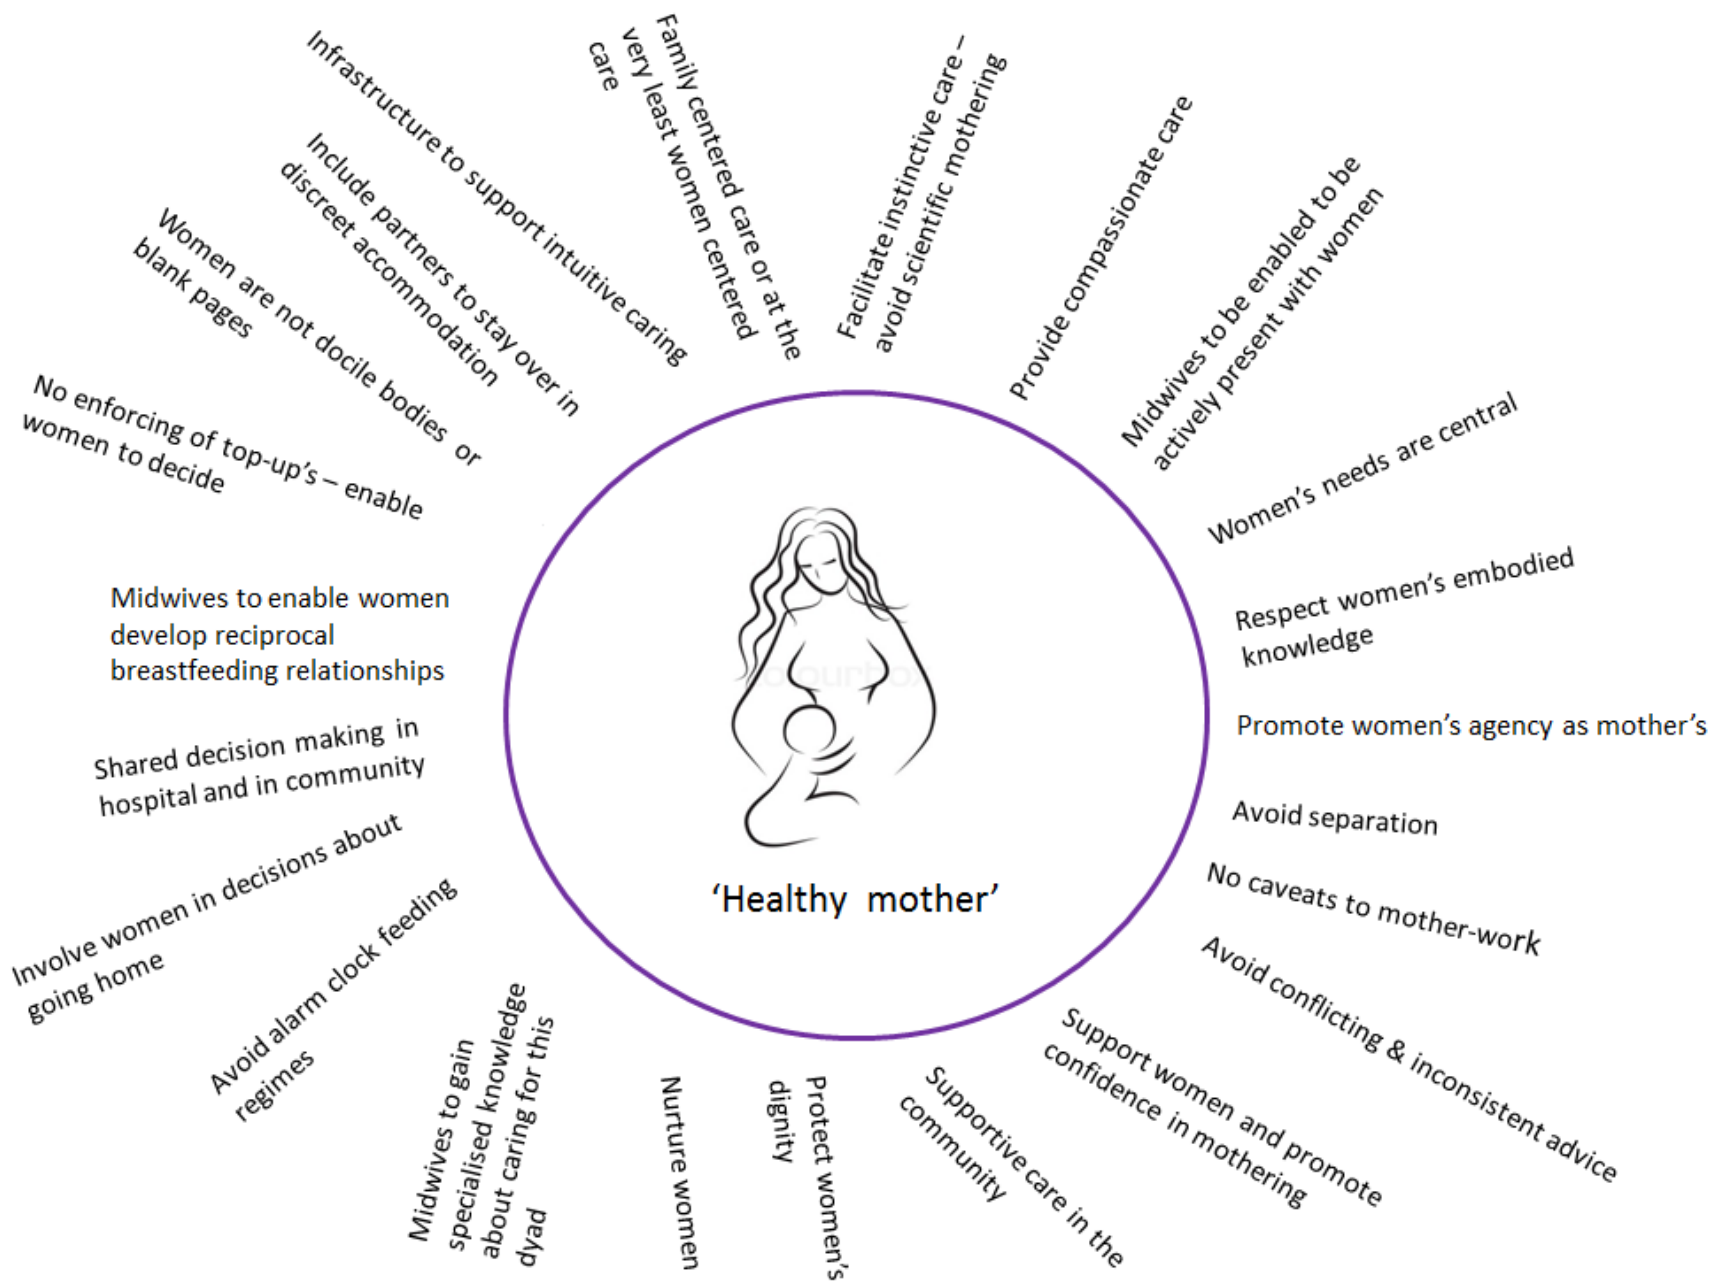 Family centered care or at the
very least women centered
care
Facilitate instinctive care –
avoid scientific mothering
Provide compassionate care
Midwives to be enabled to be
actively present with women
Women's needs are central
Respect women's embodied
knowledge
Promote women's agency as mother's
Avoid separation
No caveats to mother-work
Avoid conflicting & inconsistent advice
Support women and promote
confidence in mothering
Supportive care in the
community
Protect women's
dignity
Nurture women
Midwives to gain
specialised knowledge
about caring for this
dyad
Avoid alarm clock feeding
regimes
Involve women in decisions about
going home
Shared decision making in
hospital and in community
Midwives to enable women
develop reciprocal
breastfeeding relationships
No enforcing of top-up's – enable
women to decide
Women are not docile bodies or
blank pages
Include partners to stay over in
discreet accommodation
Infrastructure to support intuitive caring
'Healthy mother'